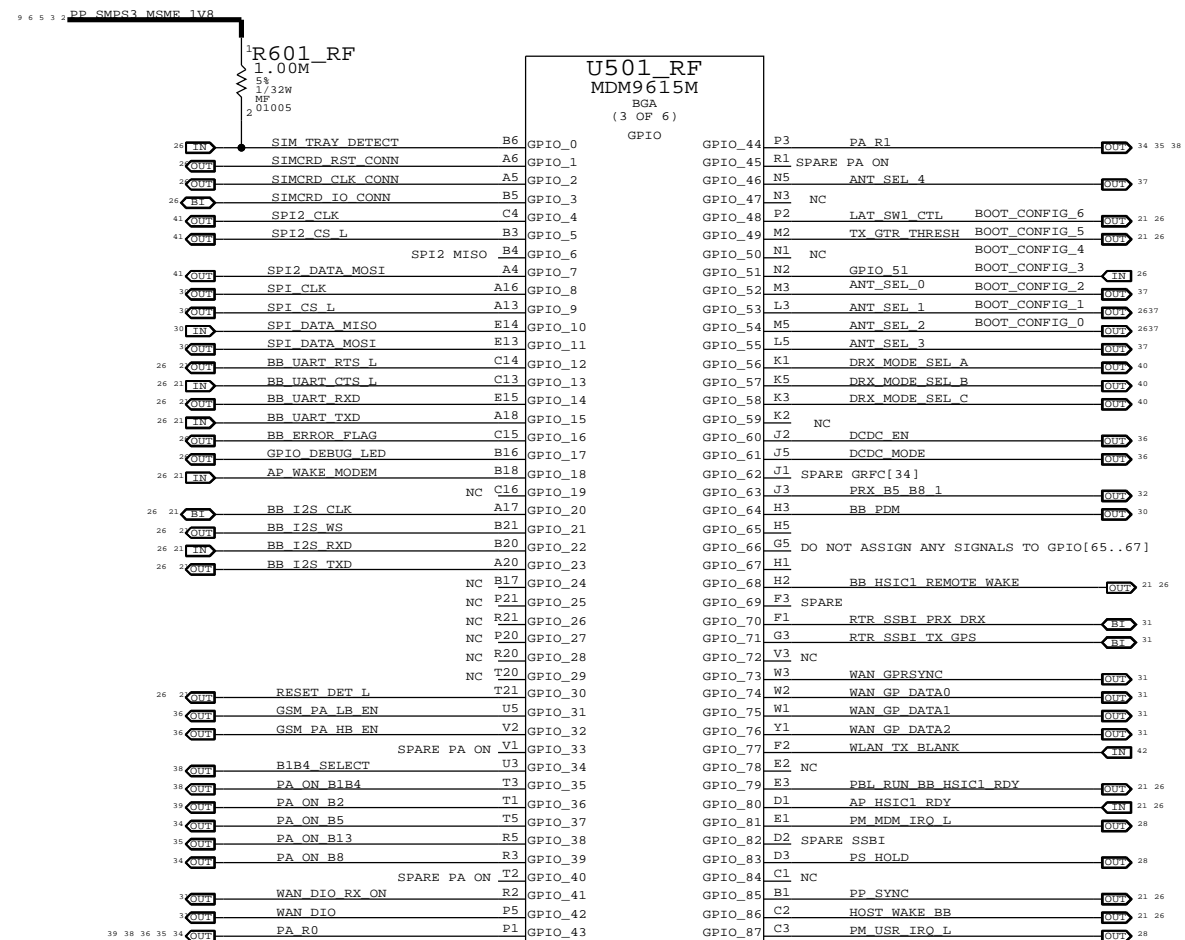 9 6 5 3 2 PP_SMPS3_MSME_1V8
1 R601_RF
1.00M
5%
1/32W
MF
2 01005
U501_RF
MDM9615M
BGA
(3 OF 6)
GPIO
26 IN SIM_TRAY_DETECT B6 GPIO_0 GPIO_44 P3 PA_R1 OUT 34 35 38
OUT SIMCRD_RST_CONN A6 GPIO_1 GPIO_45 R1 SPARE PA ON
OUT SIMCRD_CLK_CONN A5 GPIO_2 GPIO_46 N5 ANT_SEL_4 OUT 37
26 BI SIMCRD_IO_CONN B5 GPIO_3 GPIO_47 N3 NC
41 OUT SPI2_CLK C4 GPIO_4 GPIO_48 P2 LAT_SW1_CTL BOOT_CONFIG_6 OUT 21 26
41 OUT SPI2_CS_L B3 GPIO_5 GPIO_49 M2 TX_GTR_THRESH BOOT_CONFIG_5 OUT 21 26
SPI2 MISO B4 GPIO_6 GPIO_50 N1 NC BOOT_CONFIG_4
41 OUT SPI2_DATA_MOSI A4 GPIO_7 GPIO_51 N2 GPIO_51 BOOT_CONFIG_3 IN 26
OUT SPI_CLK A16 GPIO_8 GPIO_52 M3 ANT_SEL_0 BOOT_CONFIG_2 OUT 37
OUT SPI_CS_L A13 GPIO_9 GPIO_53 L3 ANT_SEL_1 BOOT_CONFIG_1 OUT 2637
30 IN SPI_DATA_MISO E14 GPIO_10 GPIO_54 M5 ANT_SEL_2 BOOT_CONFIG_0 OUT 2637
OUT SPI_DATA_MOSI E13 GPIO_11 GPIO_55 L5 ANT_SEL_3 OUT 37
26 21 OUT BB_UART_RTS_L C14 GPIO_12 GPIO_56 K1 DRX_MODE_SEL_A OUT 40
26 21 IN BB_UART_CTS_L C13 GPIO_13 GPIO_57 K5 DRX_MODE_SEL_B OUT 40
26 21 OUT BB_UART_RXD E15 GPIO_14 GPIO_58 K3 DRX_MODE_SEL_C OUT 40
26 21 IN BB_UART_TXD A18 GPIO_15 GPIO_59 K2 NC
OUT BB_ERROR_FLAG C15 GPIO_16 GPIO_60 J2 DCDC_EN OUT 36
OUT GPIO_DEBUG_LED B16 GPIO_17 GPIO_61 J5 DCDC_MODE OUT 36
26 21 IN AP_WAKE_MODEM B18 GPIO_18 GPIO_62 J1 SPARE GRFC[34]
NC C16 GPIO_19 GPIO_63 J3 PRX_B5_B8_1 OUT 32
26 21 BI BB_I2S_CLK A17 GPIO_20 GPIO_64 H3 BB_PDM OUT 30
26 21 OUT BB_I2S_WS B21 GPIO_21 GPIO_65 H5
26 21 IN BB_I2S_RXD B20 GPIO_22 GPIO_66 G5 DO NOT ASSIGN ANY SIGNALS TO GPIO[65..67]
26 21 OUT BB_I2S_TXD A20 GPIO_23 GPIO_67 H1
NC B17 GPIO_24 GPIO_68 H2 BB_HSIC1_REMOTE_WAKE OUT 21 26
NC P21 GPIO_25 GPIO_69 F3 SPARE
NC R21 GPIO_26 GPIO_70 F1 RTR_SSBI_PRX_DRX BI 31
NC P20 GPIO_27 GPIO_71 G3 RTR_SSBI_TX_GPS BI 31
NC R20 GPIO_28 GPIO_72 V3 NC
NC T20 GPIO_29 GPIO_73 W3 WAN_GPRSYNC OUT 31
26 21 OUT RESET_DET_L T21 GPIO_30 GPIO_74 W2 WAN_GP_DATA0 OUT 31
36 OUT GSM_PA_LB_EN U5 GPIO_31 GPIO_75 W1 WAN_GP_DATA1 OUT 31
36 OUT GSM_PA_HB_EN V2 GPIO_32 GPIO_76 Y1 WAN_GP_DATA2 OUT 31
SPARE PA ON V1 GPIO_33 GPIO_77 F2 WLAN_TX_BLANK IN 42
38 OUT B1B4_SELECT U3 GPIO_34 GPIO_78 E2 NC
38 OUT PA_ON_B1B4 T3 GPIO_35 GPIO_79 E3 PBL_RUN_BB_HSIC1_RDY OUT 21 26
39 OUT PA_ON_B2 T1 GPIO_36 GPIO_80 D1 AP_HSIC1_RDY IN 21 26
34 OUT PA_ON_B5 T5 GPIO_37 GPIO_81 E1 PM_MDM_IRQ_L OUT 28
35 OUT PA_ON_B13 R5 GPIO_38 GPIO_82 D2 SPARE SSBI
34 OUT PA_ON_B8 R3 GPIO_39 GPIO_83 D3 PS_HOLD OUT 28
SPARE PA ON T2 GPIO_40 GPIO_84 C1 NC
OUT WAN_DIO_RX_ON R2 GPIO_41 GPIO_85 B1 PP_SYNC OUT 21 26
OUT WAN_DIO P5 GPIO_42 GPIO_86 C2 HOST_WAKE_BB OUT 21 26
39 38 36 35 34 OUT PA_R0 P1 GPIO_43 GPIO_87 C3 PM_USR_IRQ_L OUT 28